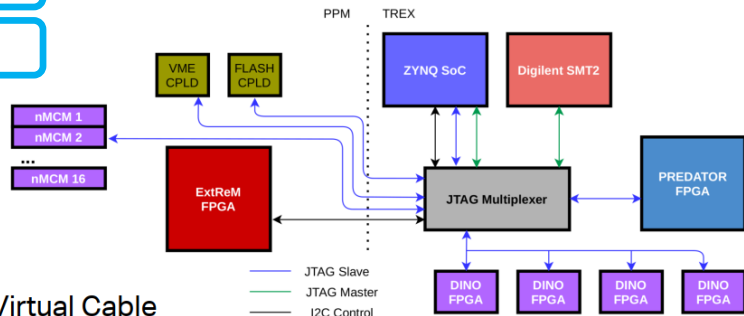 PPM
TREX
VME
CPLD
FLASH
CPLD
ZYNQ SoC
Digilent SMT2
nMCM 1
nMCM 2
...
nMCM 16
ExtReM
FPGA
JTAG Multiplexer
PREDATOR
FPGA
JTAG Slave
JTAG Master
I2C Control
DINO
FPGA
DINO
FPGA
DINO
FPGA
DINO
FPGA
Virtual Cable